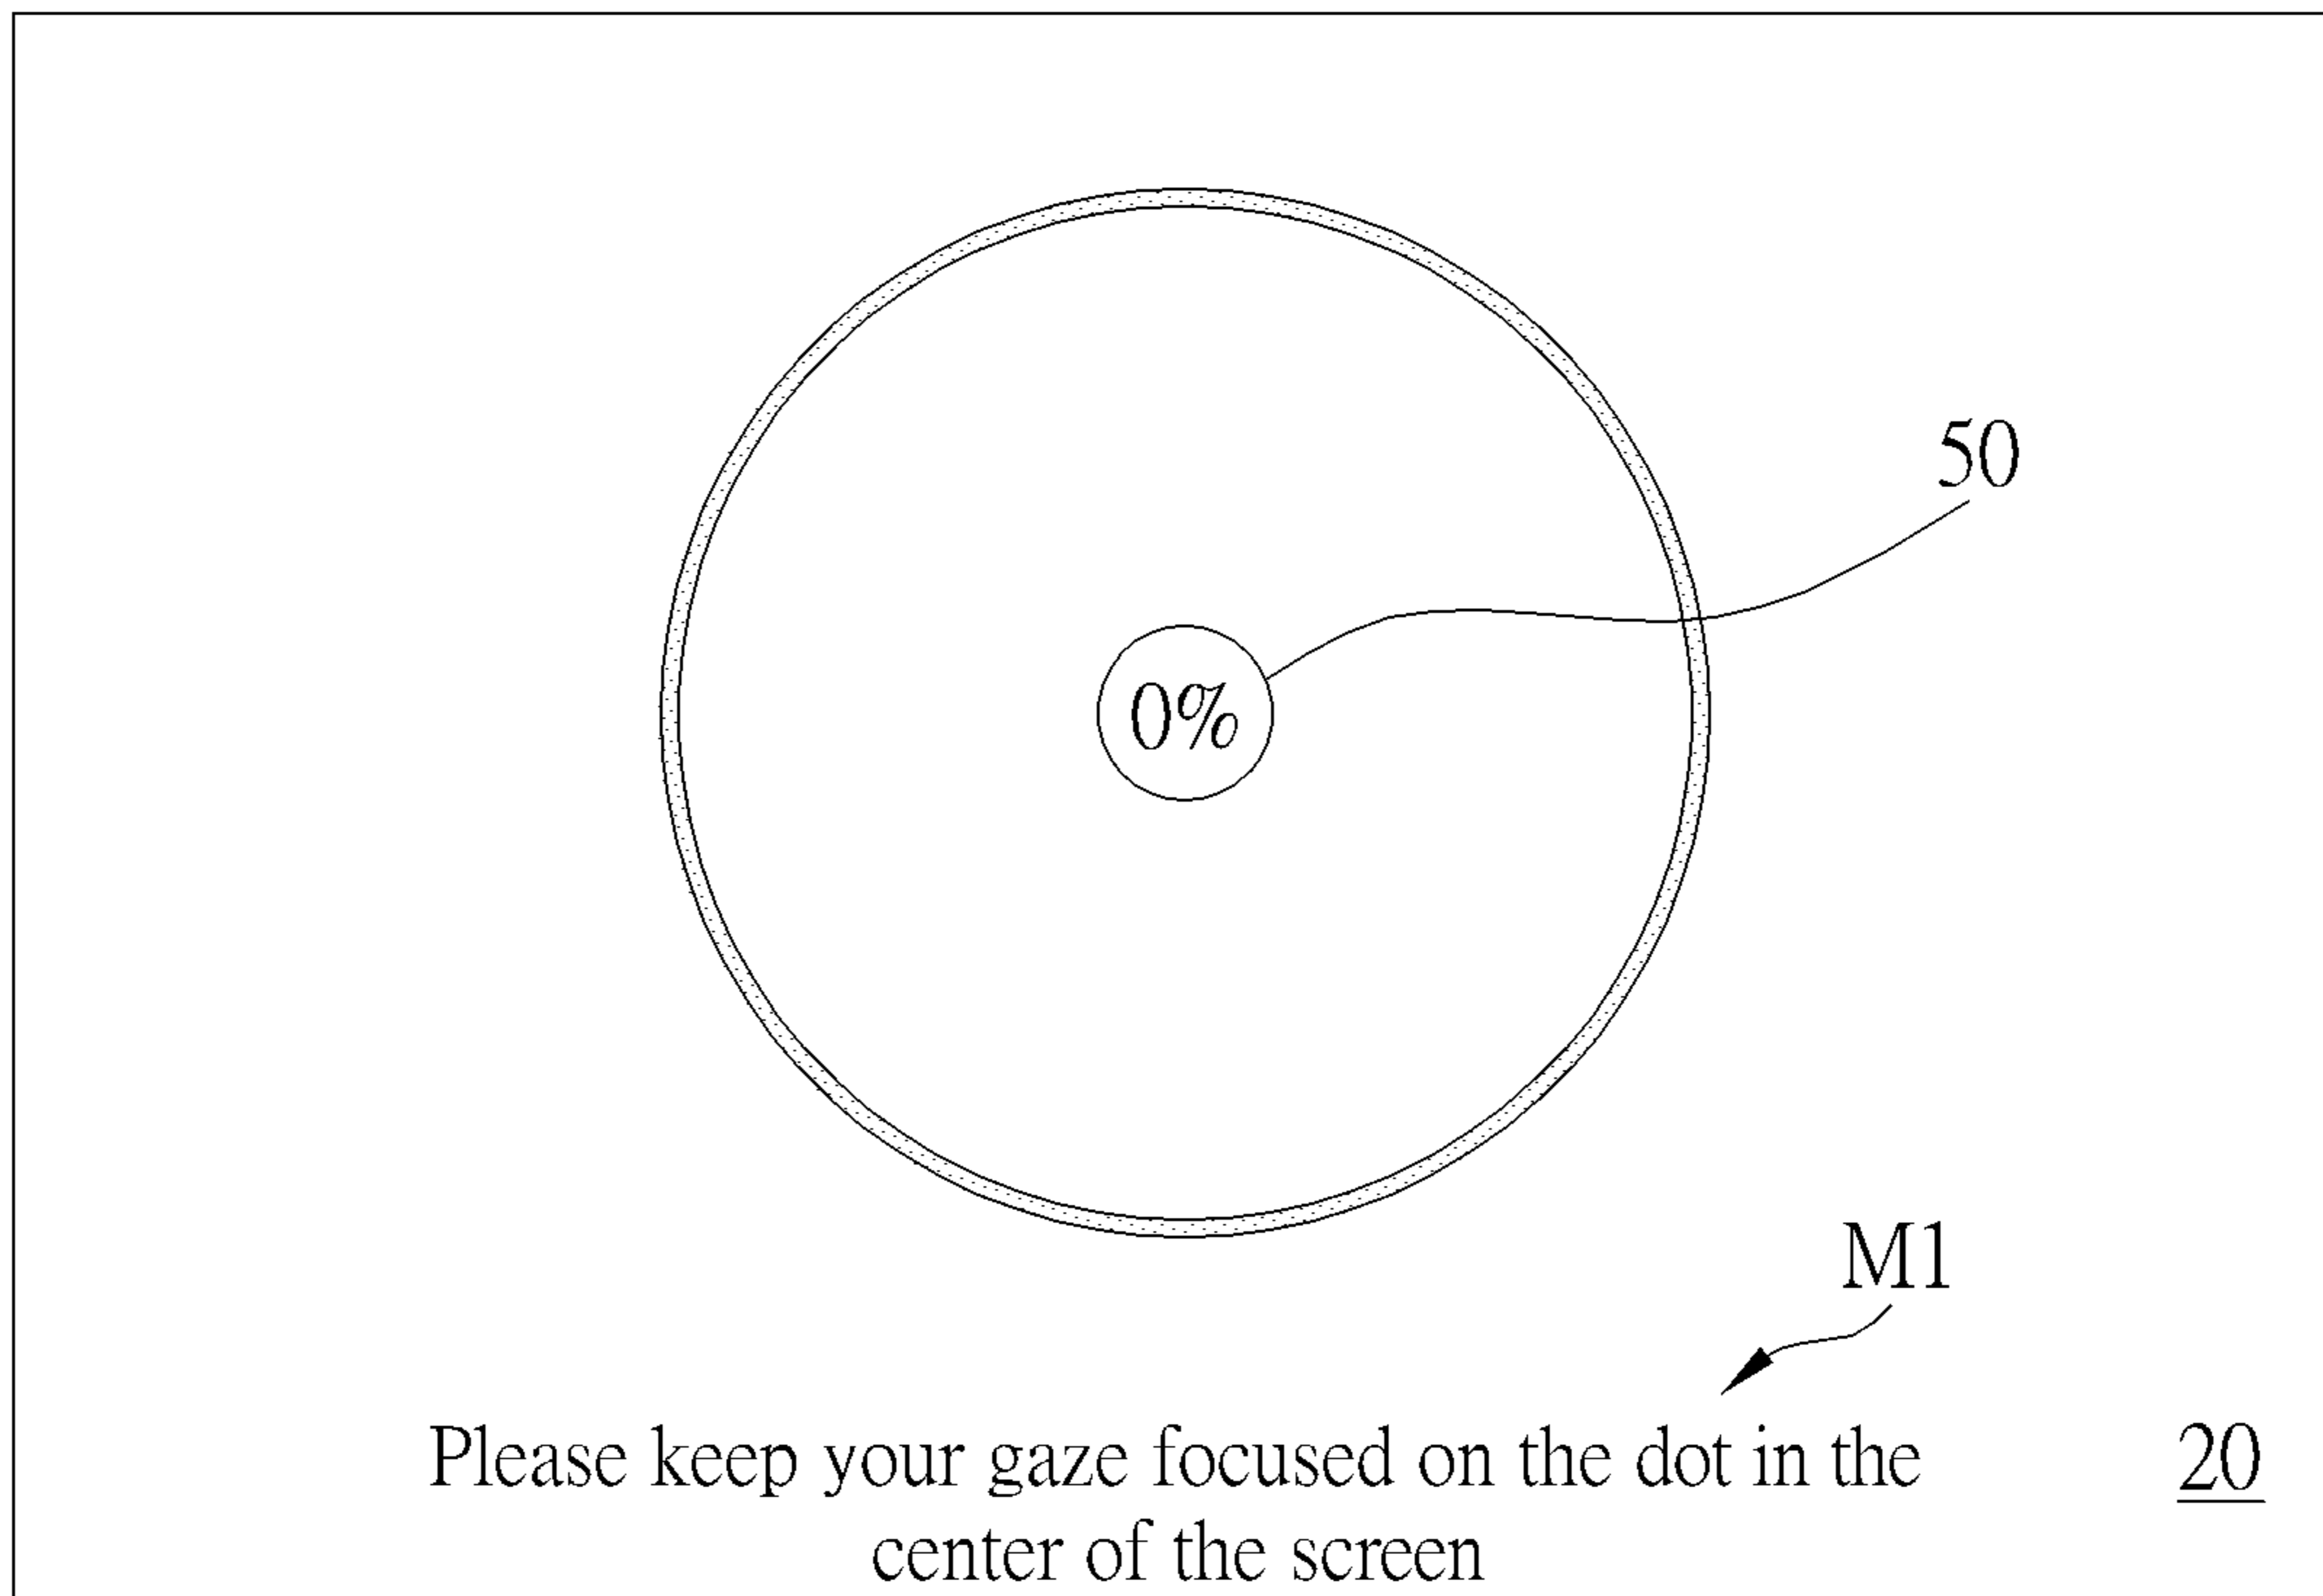 50
0%
M1
Please keep your gaze focused on the dot in the
center of the screen
20